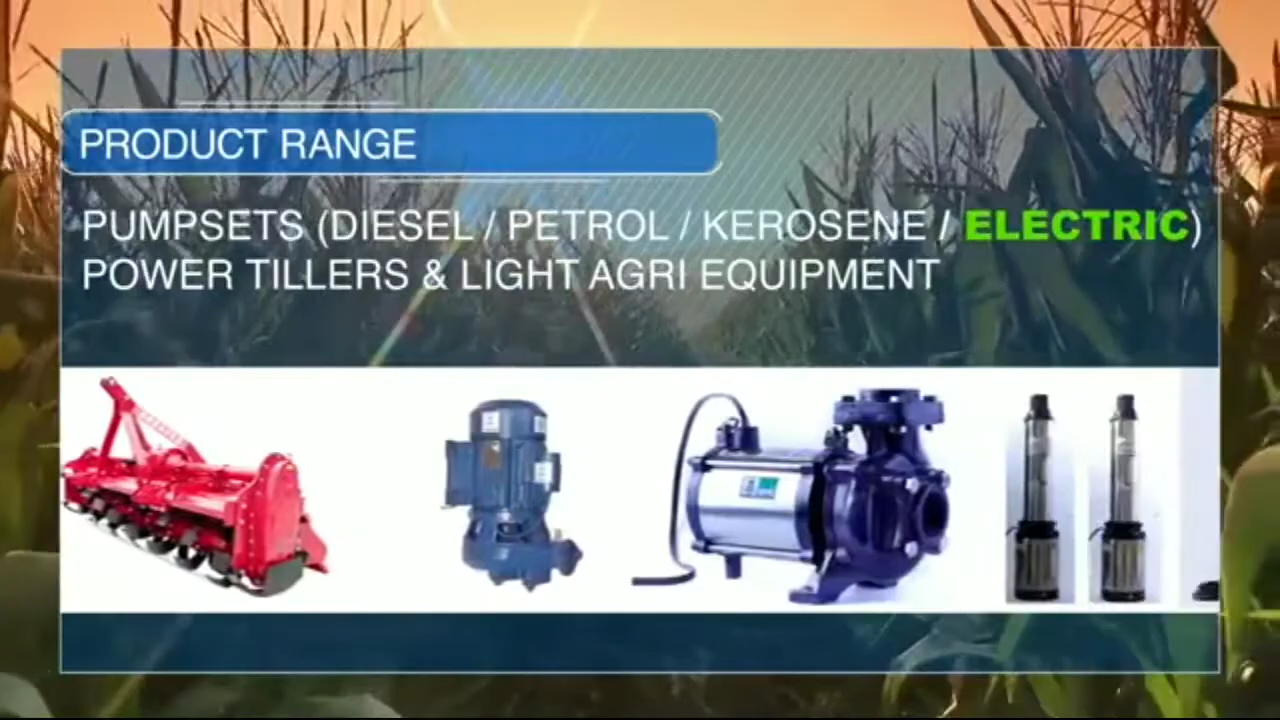 PRODUCT RANGE
PUMPSETS (DIESEL / PETROL / KEROSENE / ELECTRIC)
POWER TILLERS & LIGHT AGRI EQUIPMENT